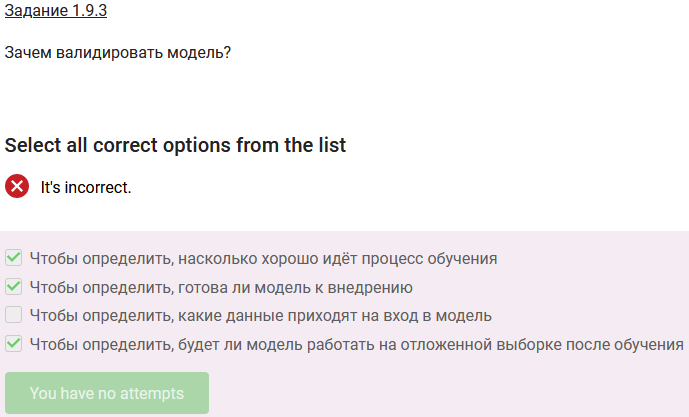 Задание 1.9.3
Зачем валидировать модель?
Select all correct options from the list
It's incorrect.
Чтобы определить, насколько хорошо идёт процесс обучения
Чтобы определить, готова ли модель к внедрению
Чтобы определить, какие данные приходят на вход в модель
Чтобы определить, будет ли модель работать на отложенной выборке после обучения
You have no attempts